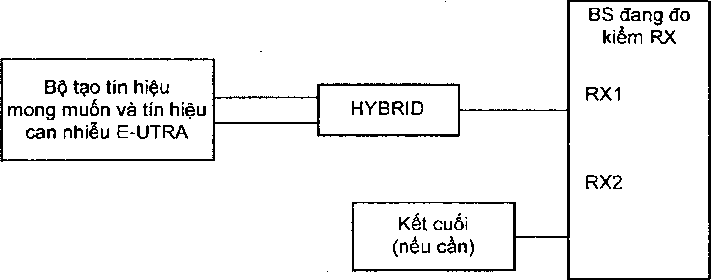 Bộ tạo tín hiệu
mong muốn và tín hiệu
can nhiễu E-UTRA
HYBRID
BS đang đo
kiểm RX
RX1
RX2
Kết cuối
(nếu cần)